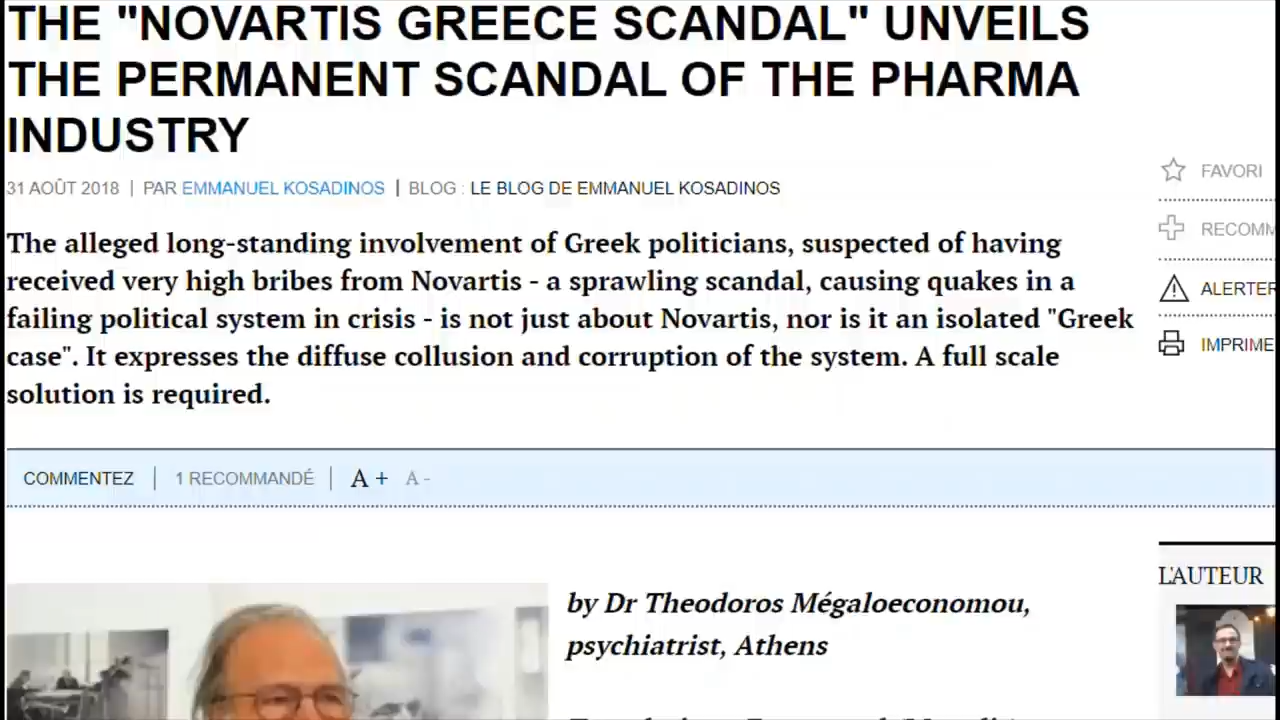 THE "NOVARTIS GREECE SCANDAL" UNVEILS
THE PERMANENT SCANDAL OF THE PHARMA
INDUSTRY
31 AOÛT 2018 | PAR EMMANUEL KOSADINOS | BLOG : LE BLOG DE EMMANUEL KOSADINOS
The alleged long-standing involvement of Greek politicians, suspected of having
received very high bribes from Novartis - a sprawling scandal, causing quakes in a
failing political system in crisis - is not just about Novartis, nor is it an isolated "Greek
case". It expresses the diffuse collusion and corruption of the system. A full scale
solution is required.
FAVORI
RECOMM
ALERTER
IMPRIME
COMMENTEZ | 1 RECOMMANDÉ | A + A -
by Dr Theodoros Mégaloeconomou,
psychiatrist, Athens
L'AUTEUR